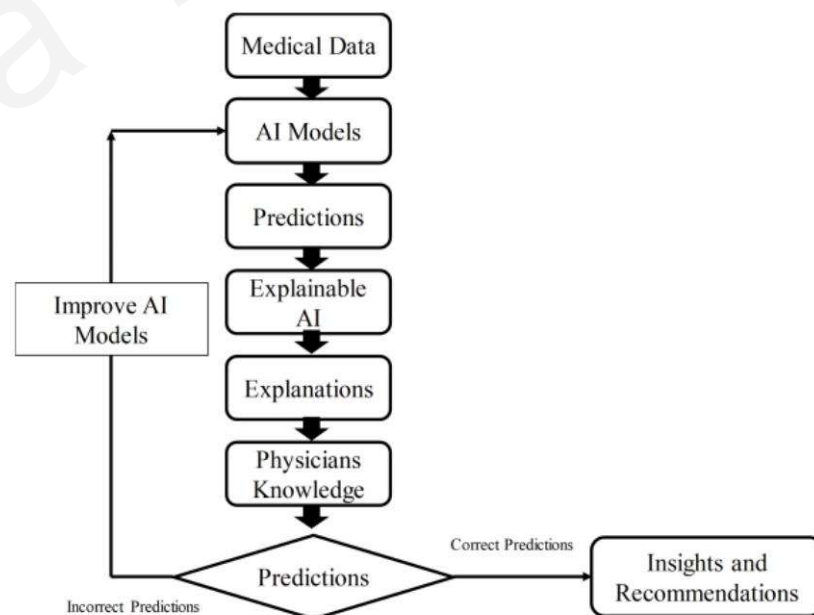 Medical Data
AI Models
Predictions
Explainable
AI
Improve AI
Models
Explanations
Physicians
Knowledge
Correct Predictions
Predictions
Insights and
Recommendations
Incorrect Predictions